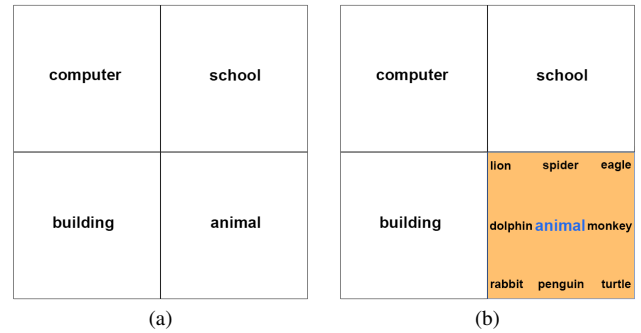 computer school
building animal
(a)
computer school
building
lion spider eagle
dolphin animal monkey
rabbit penguin turtle
(b)